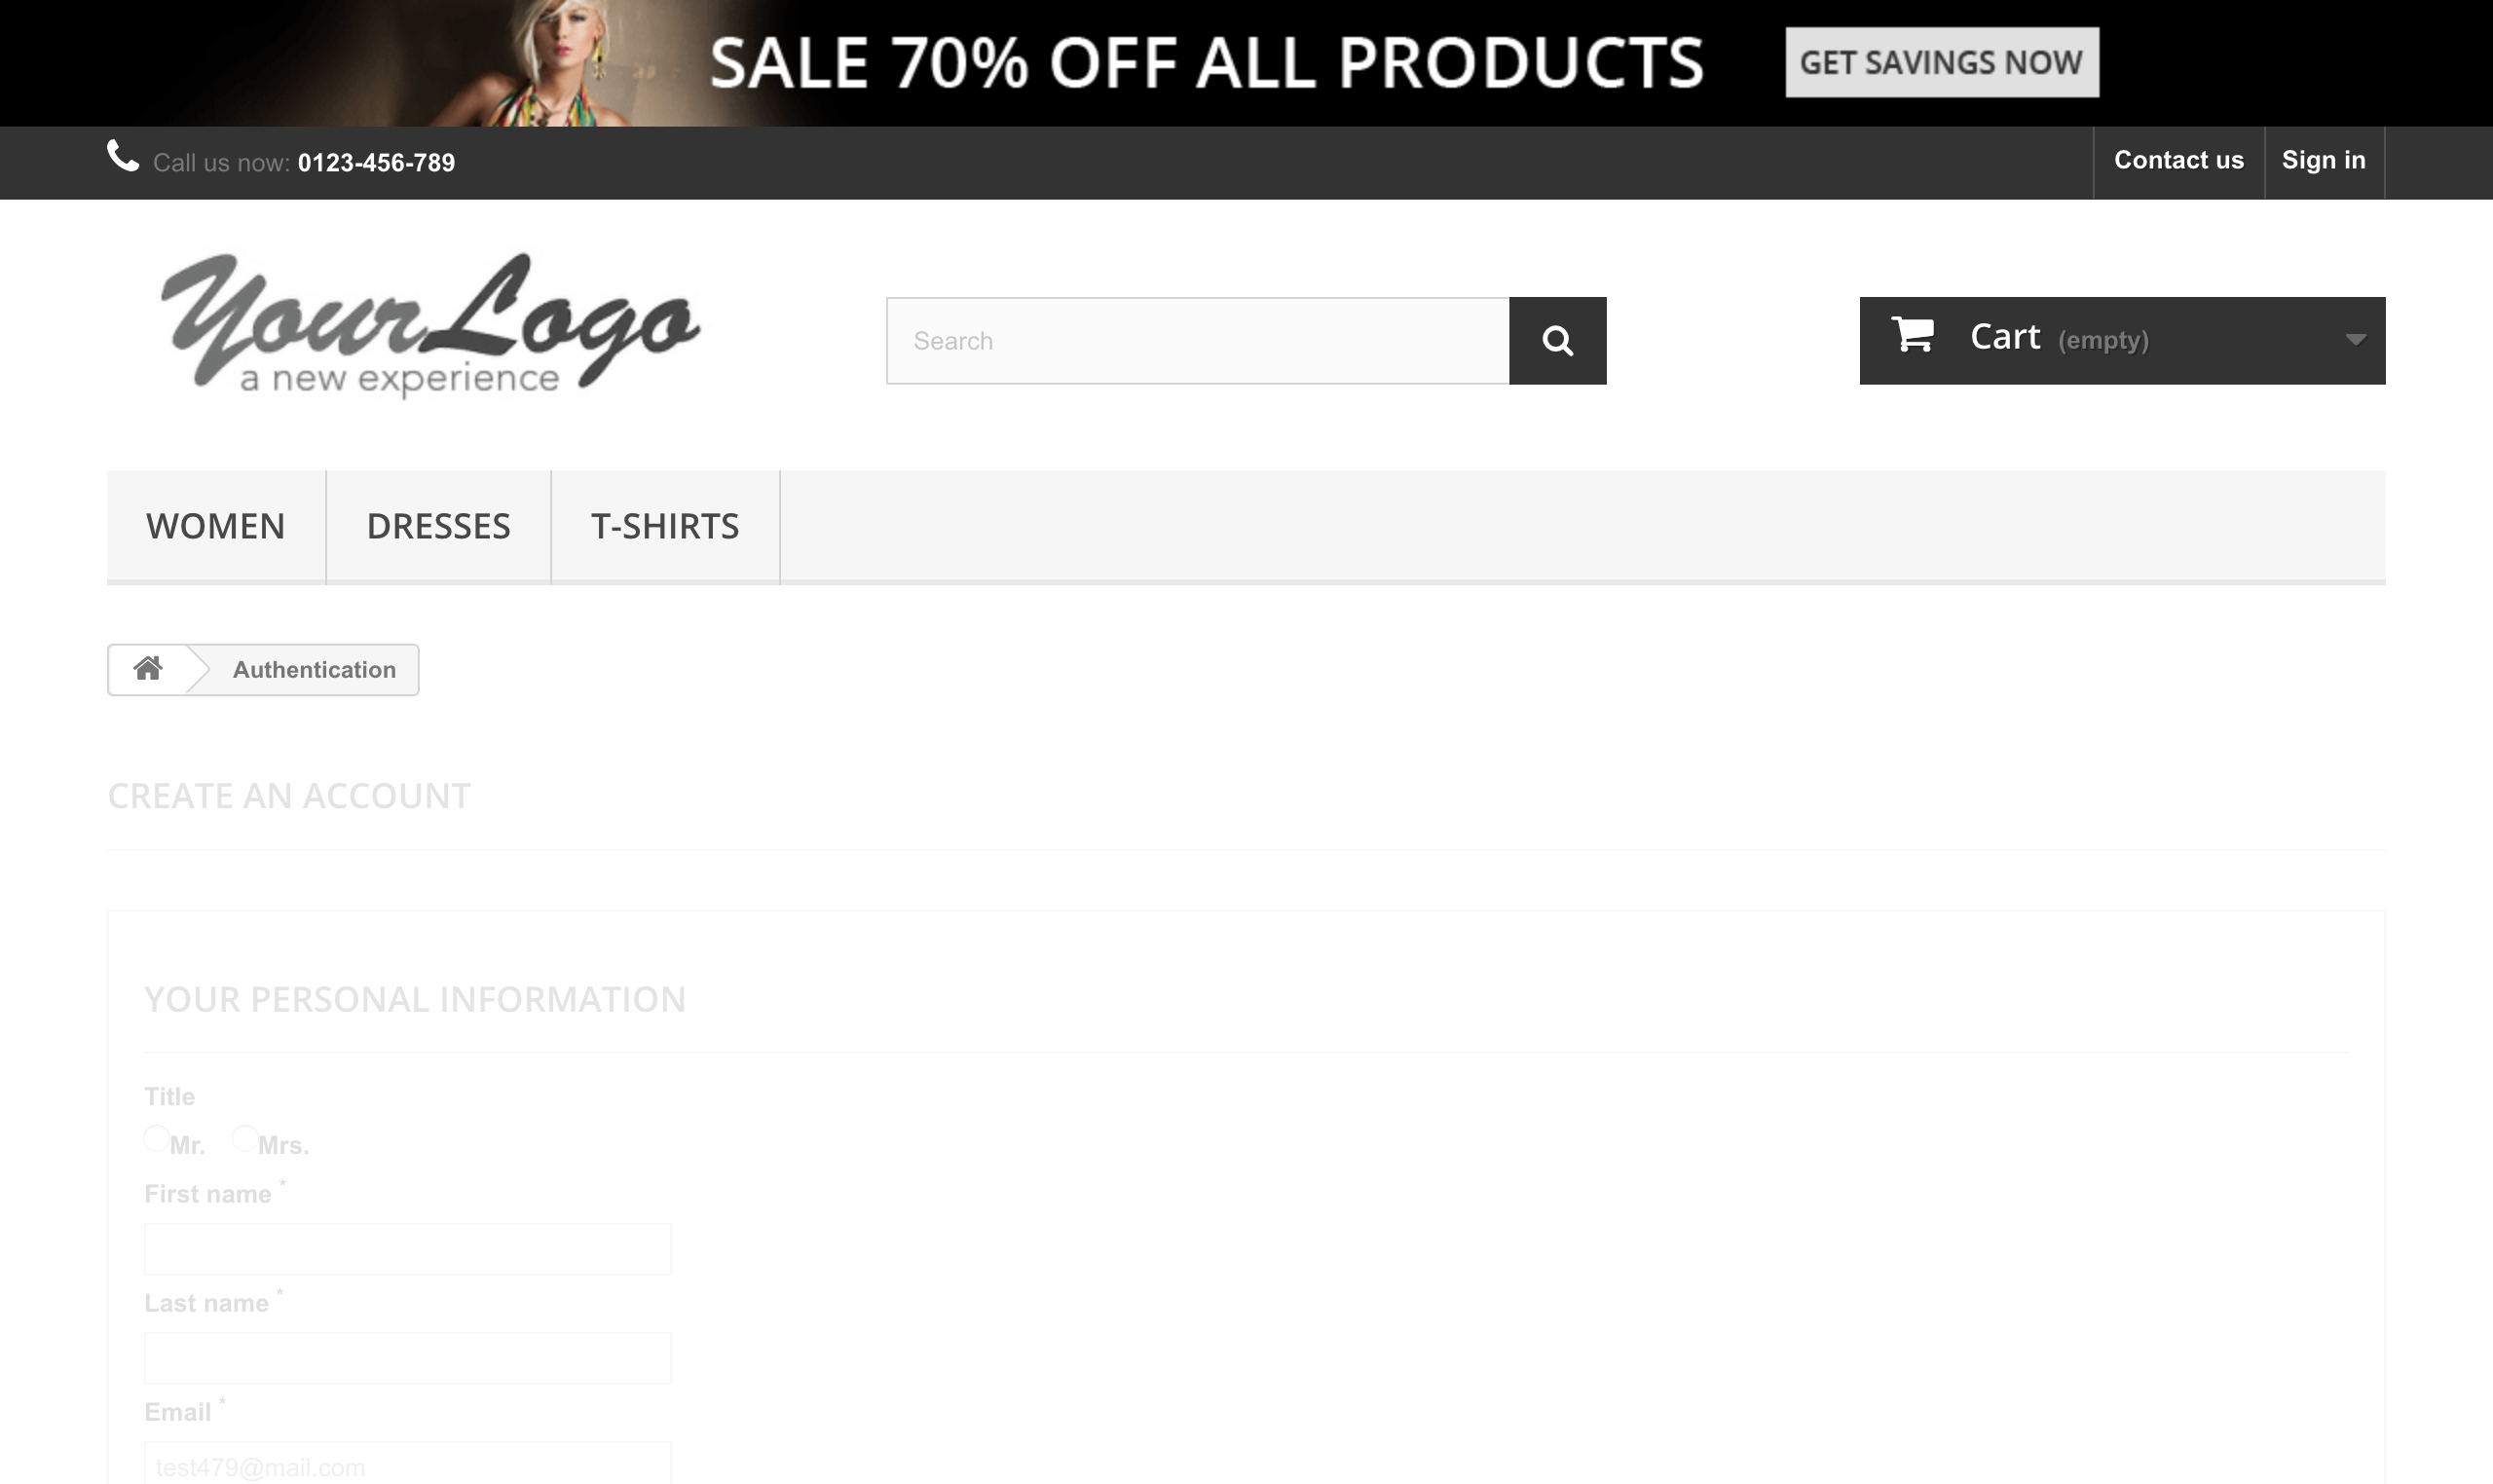 SALE 70% OFF ALL PRODUCTS
GET SAVINGS NOW
Call us now: 0123-456-789
Contact us
Sign in
Your Logo
a new experience
Search
Cart (empty)
WOMEN
DRESSES
T-SHIRTS
Authentication
CREATE AN ACCOUNT
YOUR PERSONAL INFORMATION
Title
Mr. Mrs.
First name *
Last name *
Email *
test479@mail.com